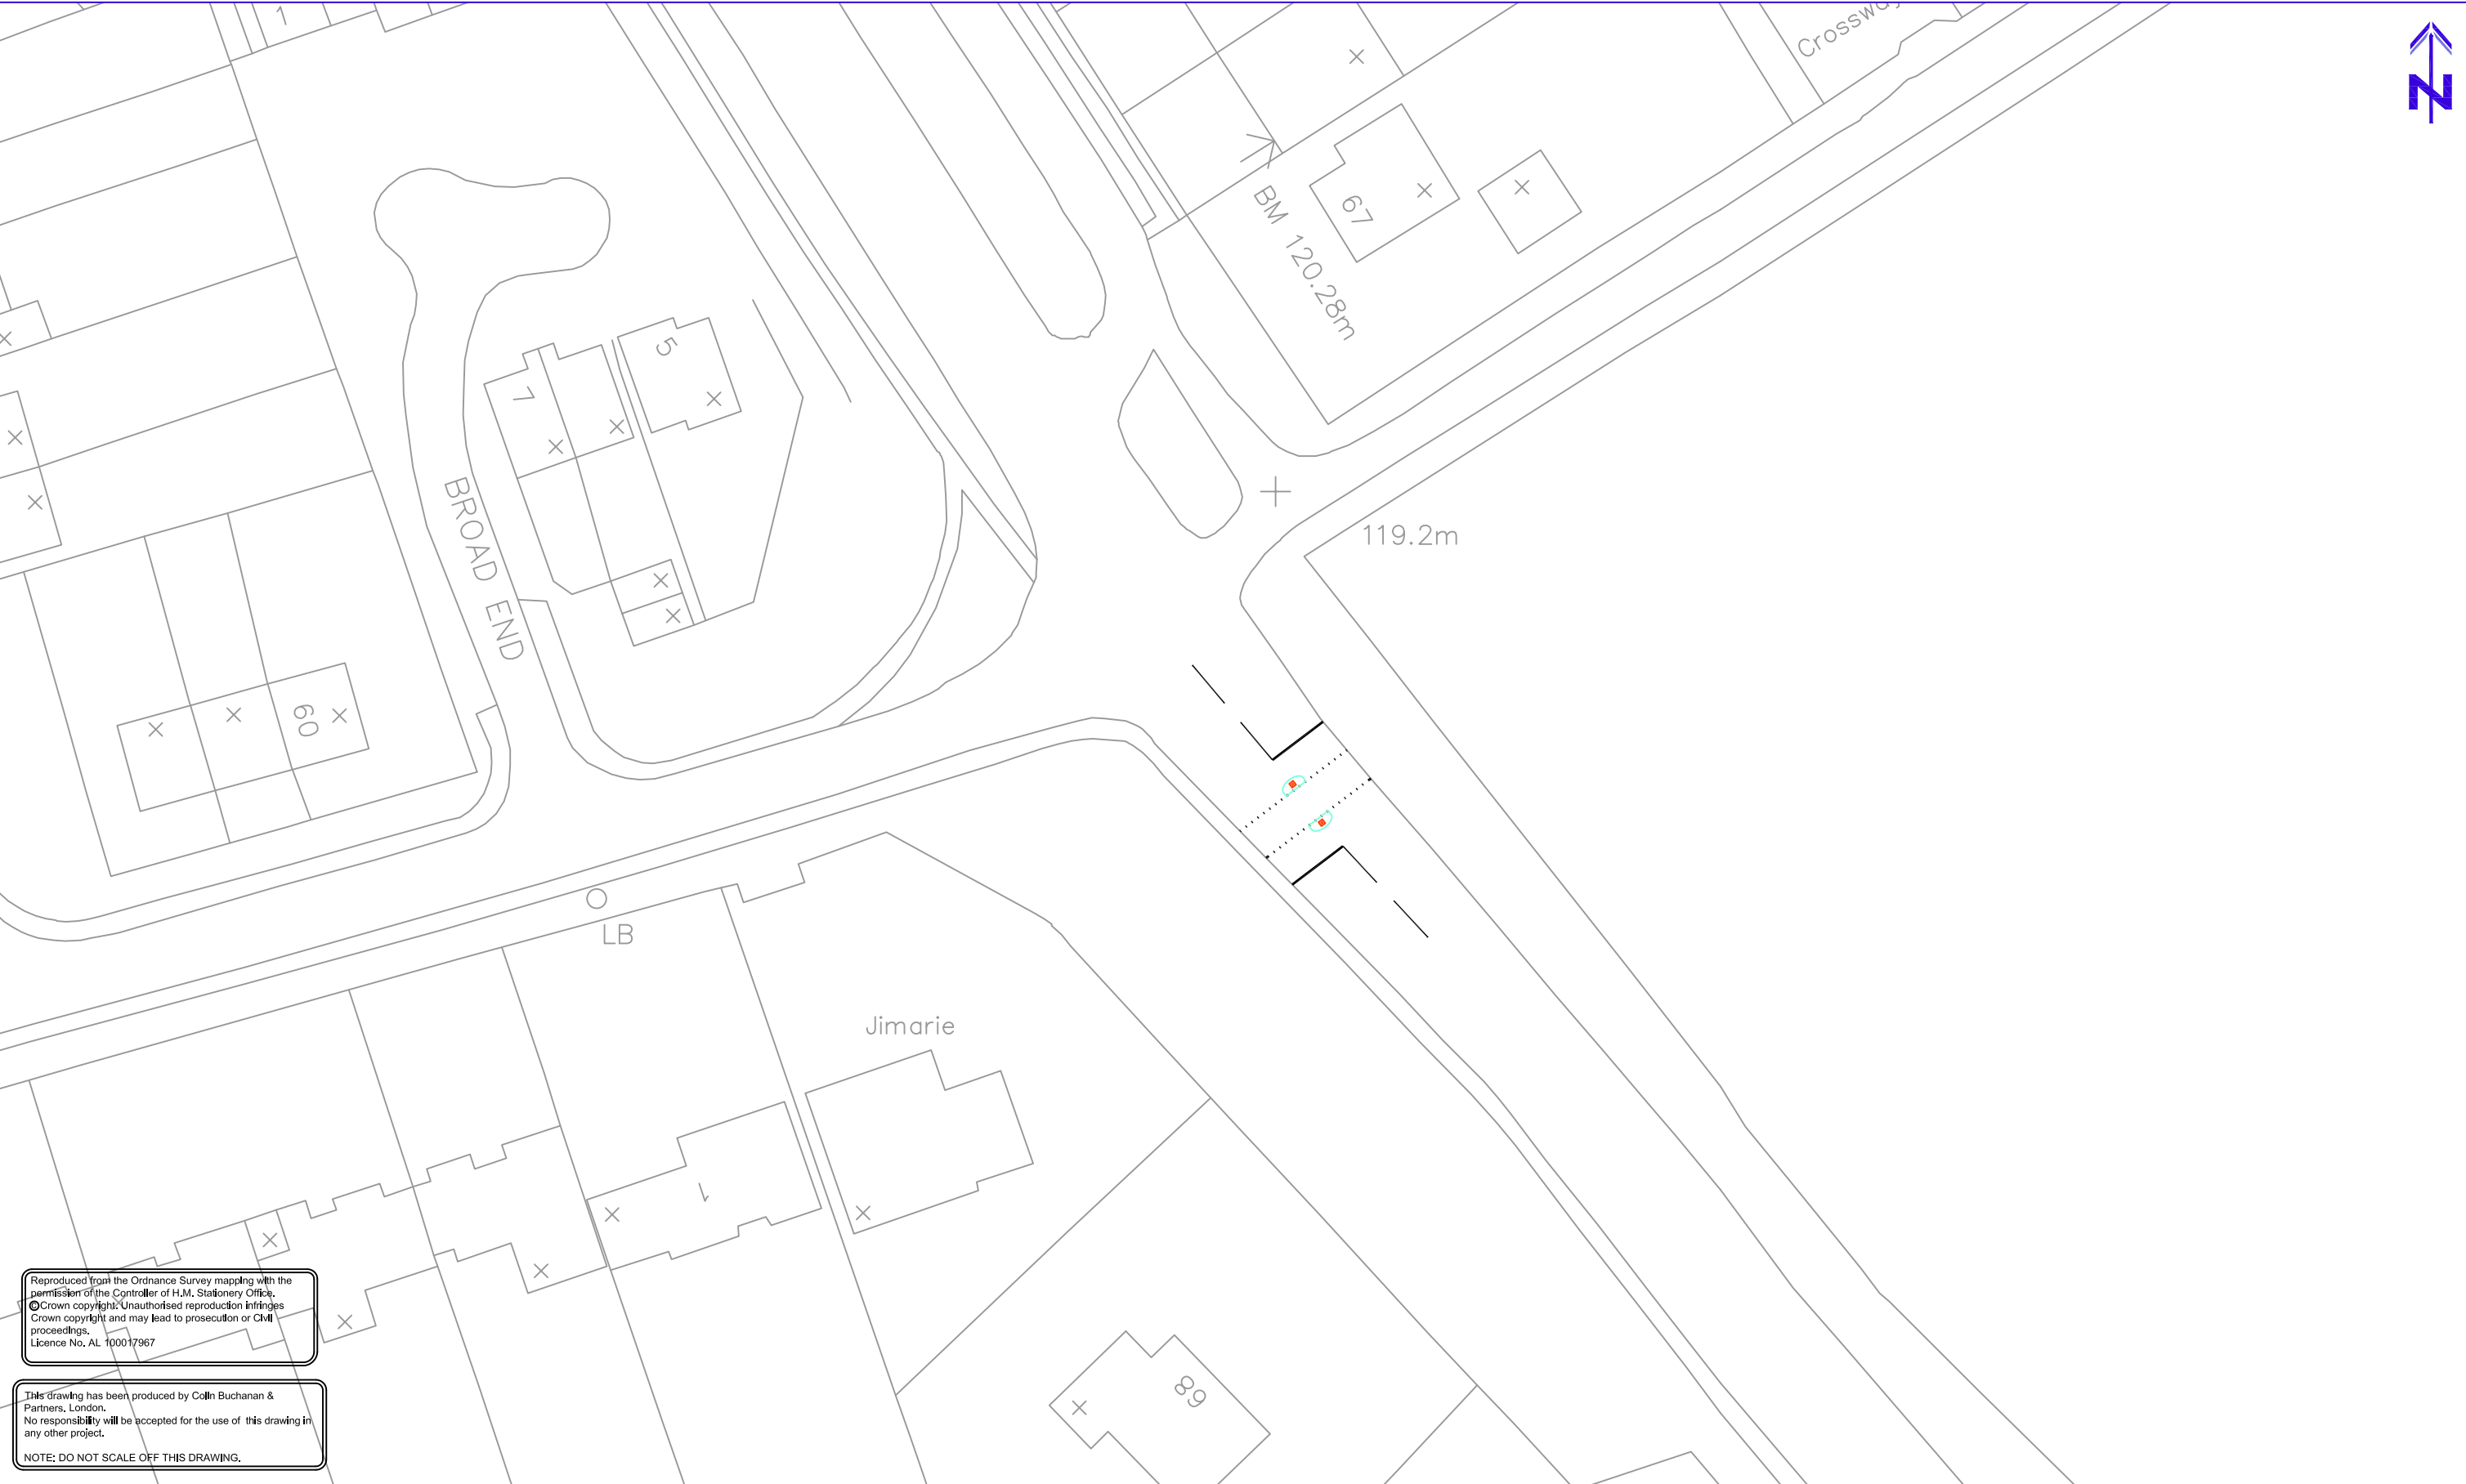 1
Crossway
N
67
BM 120.28m
5
7
119.2m
BROAD END
60
LB
Jimarie
1
89
Reproduced from the Ordnance Survey mapping with the
permission of the Controller of H.M. Stationery Office.
©Crown copyright. Unauthorised reproduction infringes
Crown copyright and may lead to prosecution or Civil
proceedings.
Licence No. AL 100017967
This drawing has been produced by Colin Buchanan &
Partners, London.
No responsibility will be accepted for the use of this drawing in
any other project.
NOTE: DO NOT SCALE OFF THIS DRAWING.